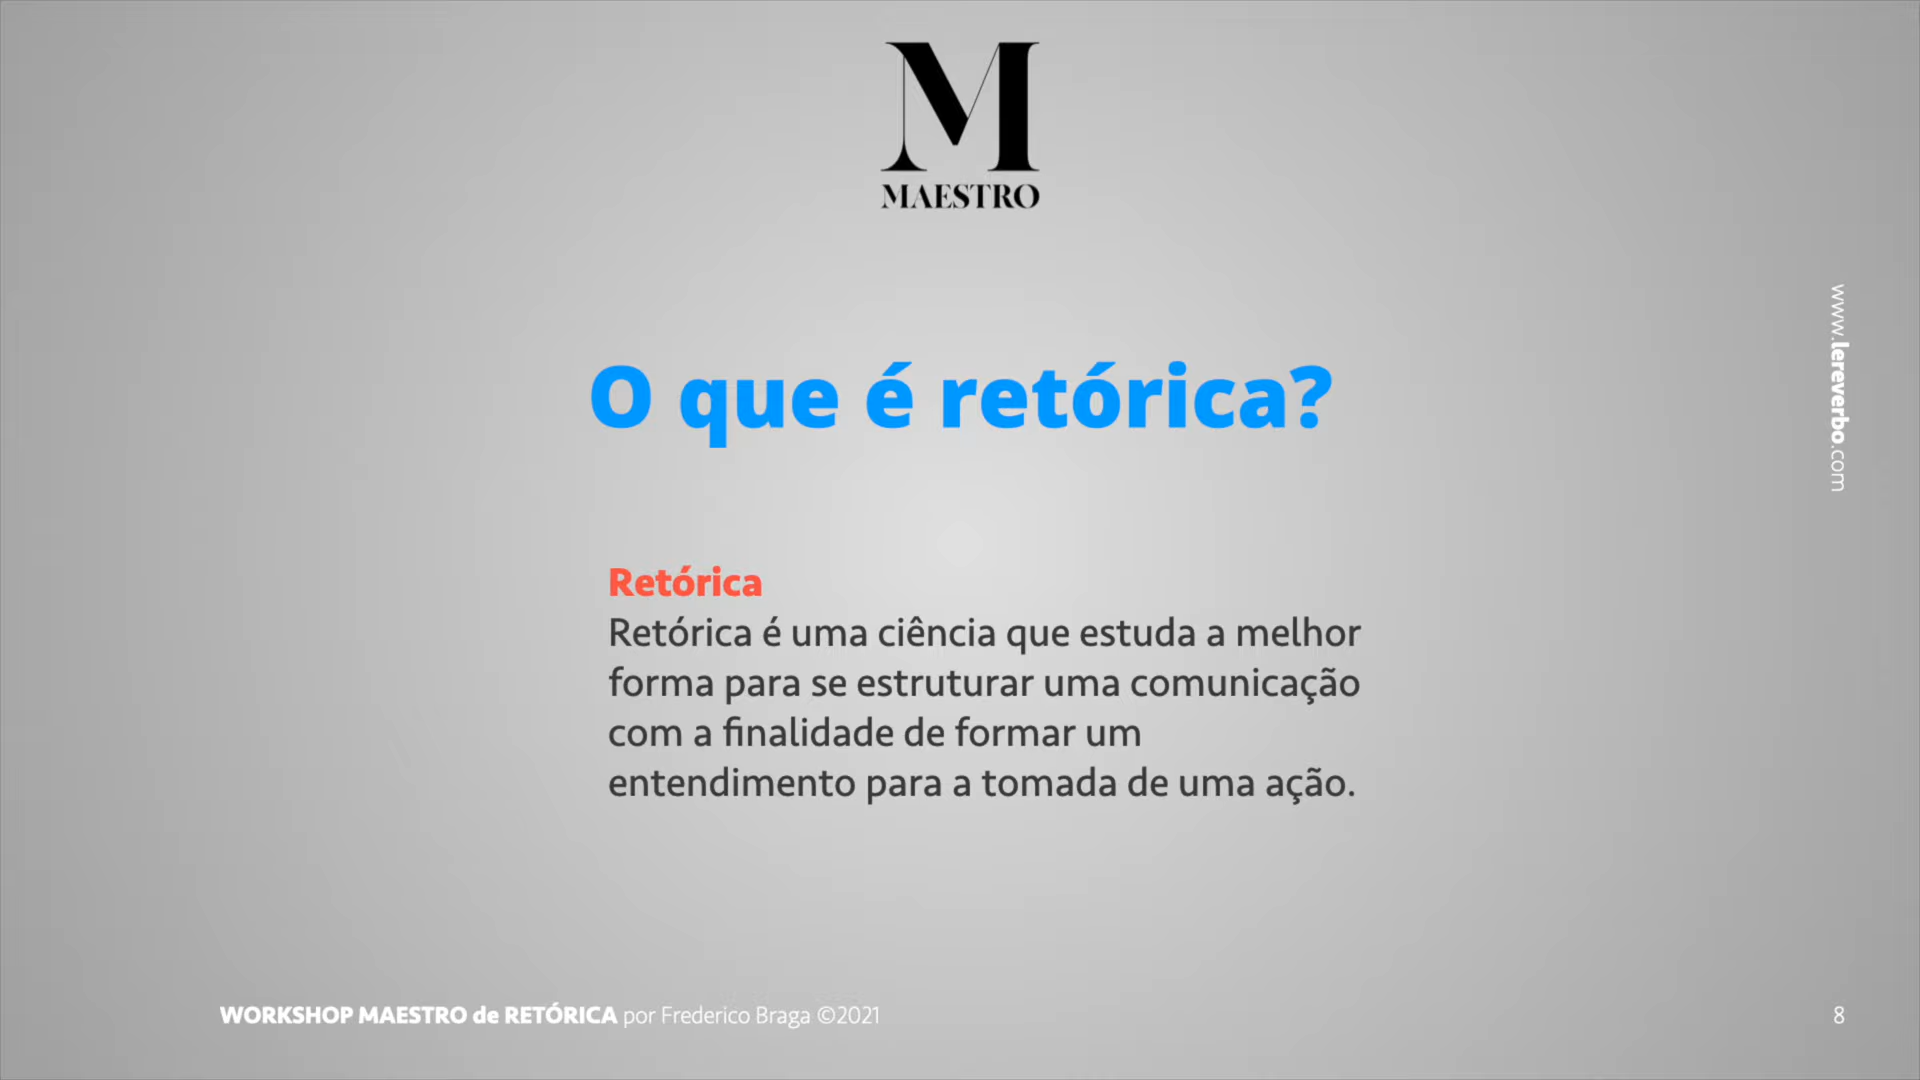 M
MAESTRO
O que é retórica?
www.lereverbo.com
Retórica
Retórica é uma ciência que estuda a melhor
forma para se estruturar uma comunicação
com a finalidade de formar um
entendimento para a tomada de uma ação.
WORKSHOP MAESTRO de RETÓRICA por Frederico Braga ©2021
8